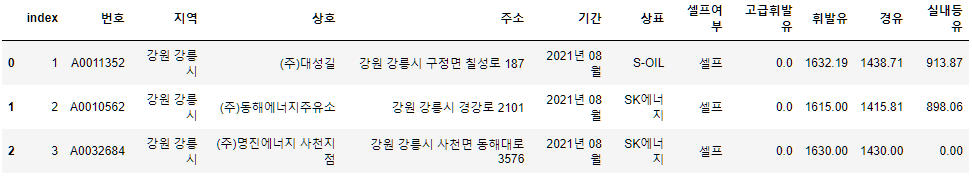 index 번호 지역 상호 주소 기간 상표 셀프여부 고급휘발유 휘발유 경유 실내등유
0 1 A0011352 강원 강릉시 (주)대성길 강원 강릉시 구정면 칠성로 187 2021년 08월 S-OIL 셀프 0.0 1632.19 1438.71 913.87
1 2 A0010562 강원 강릉시 (주)동해에너지주유소 강원 강릉시 경강로 2101 2021년 08월 SK에너지 셀프 0.0 1615.00 1415.81 898.06
2 3 A0032684 강원 강릉시 (주)명진에너지 사천지점 강원 강릉시 사천면 동해대로 3576 2021년 08월 SK에너지 셀프 0.0 1630.00 1430.00 0.00